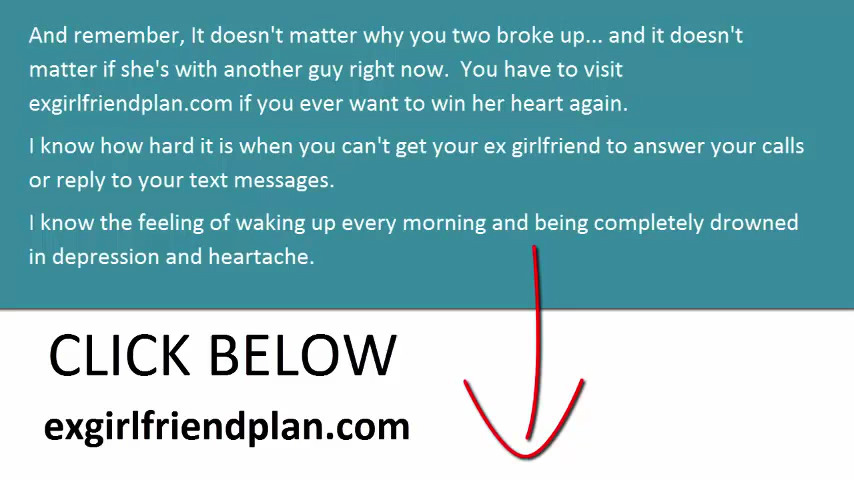 And remember, It doesn't matter why you two broke up... and it doesn't
matter if she's with another guy right now.  You have to visit
exgirlfriendplan.com if you ever want to win her heart again.
I know how hard it is when you can't get your ex girlfriend to answer your calls
or reply to your text messages.
I know the feeling of waking up every morning and being completely drowned
in depression and heartache.
CLICK BELOW
exgirlfriendplan.com